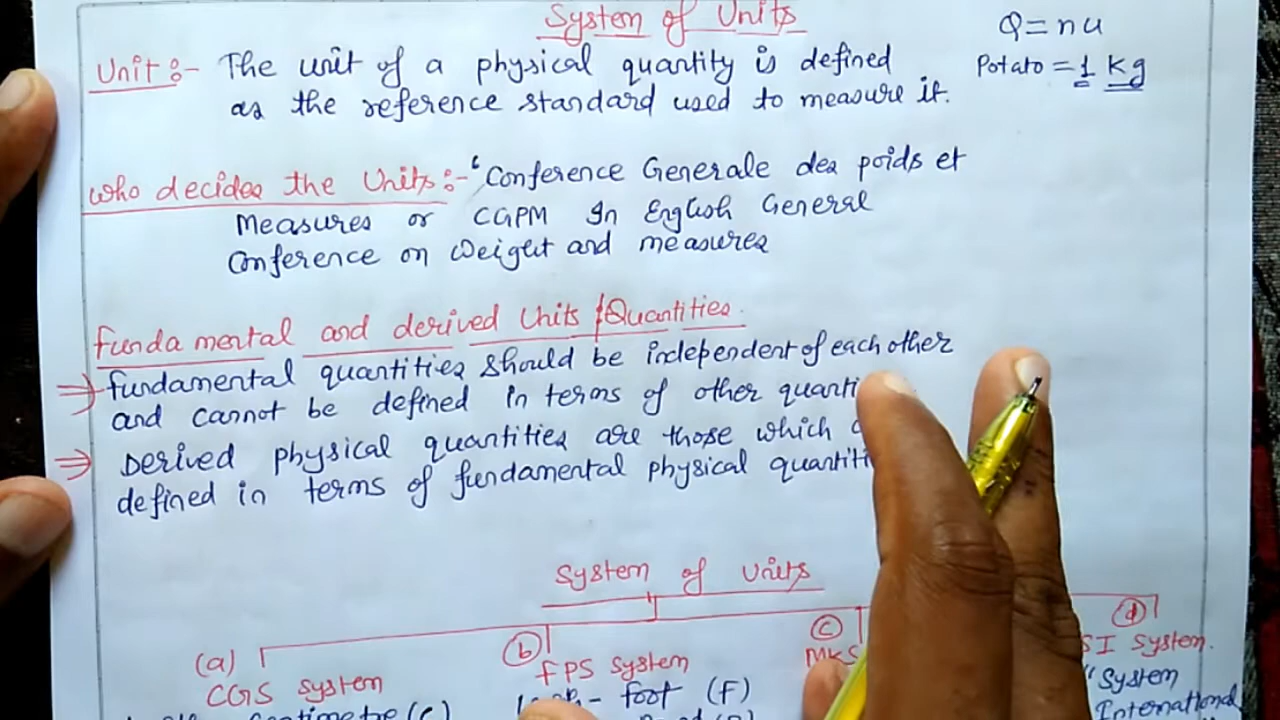 System of Units
Q = nu
Unit :- The unit of a physical quantity is defined
Potato = 1 Kg
as the reference standard used to measure it.
who decides the Units :- "Conference Generale des poids et
Measures or CGPM In English General
Conference on Weight and measures
Fundamental and derived Units / Quantities.
⇒ fundamental quantities should be independent of each other
and cannot be defined in terms of other quanti
⇒ Derived physical quantities are those which
defined in terms of fundamental physical quantiti
System of Units
(a) (b) (c) (d)
CGS System FPS System MKS SI System.
foot (F) "System
centimetre (C) International